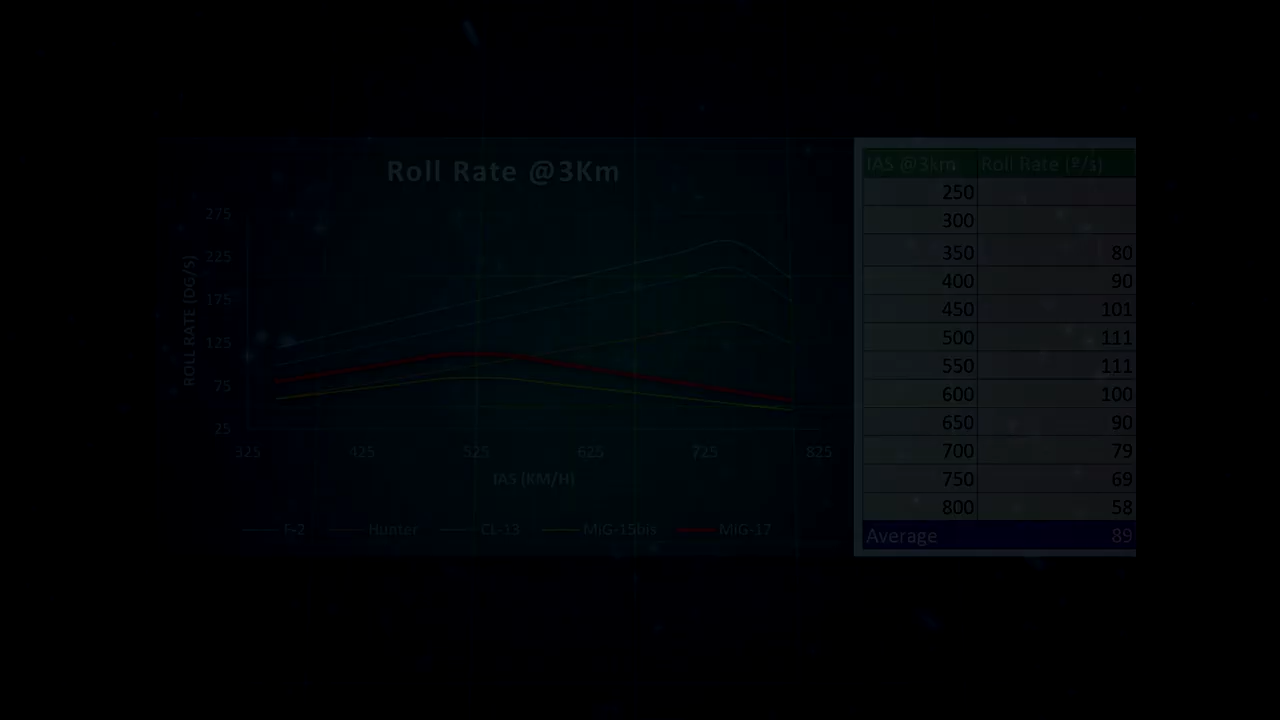 Roll Rate @3Km
275
225
175
125
75
25
ROLL RATE (DG/S)
325 425 525 625 725 825
IAS (KM/H)
F-2 Hunter CL-13 MiG-15bis MiG-17
IAS @3km Roll Rate (º/s)
250
300
350 80
400 90
450 101
500 111
550 111
600 100
650 90
700 79
750 69
800 58
Average 89